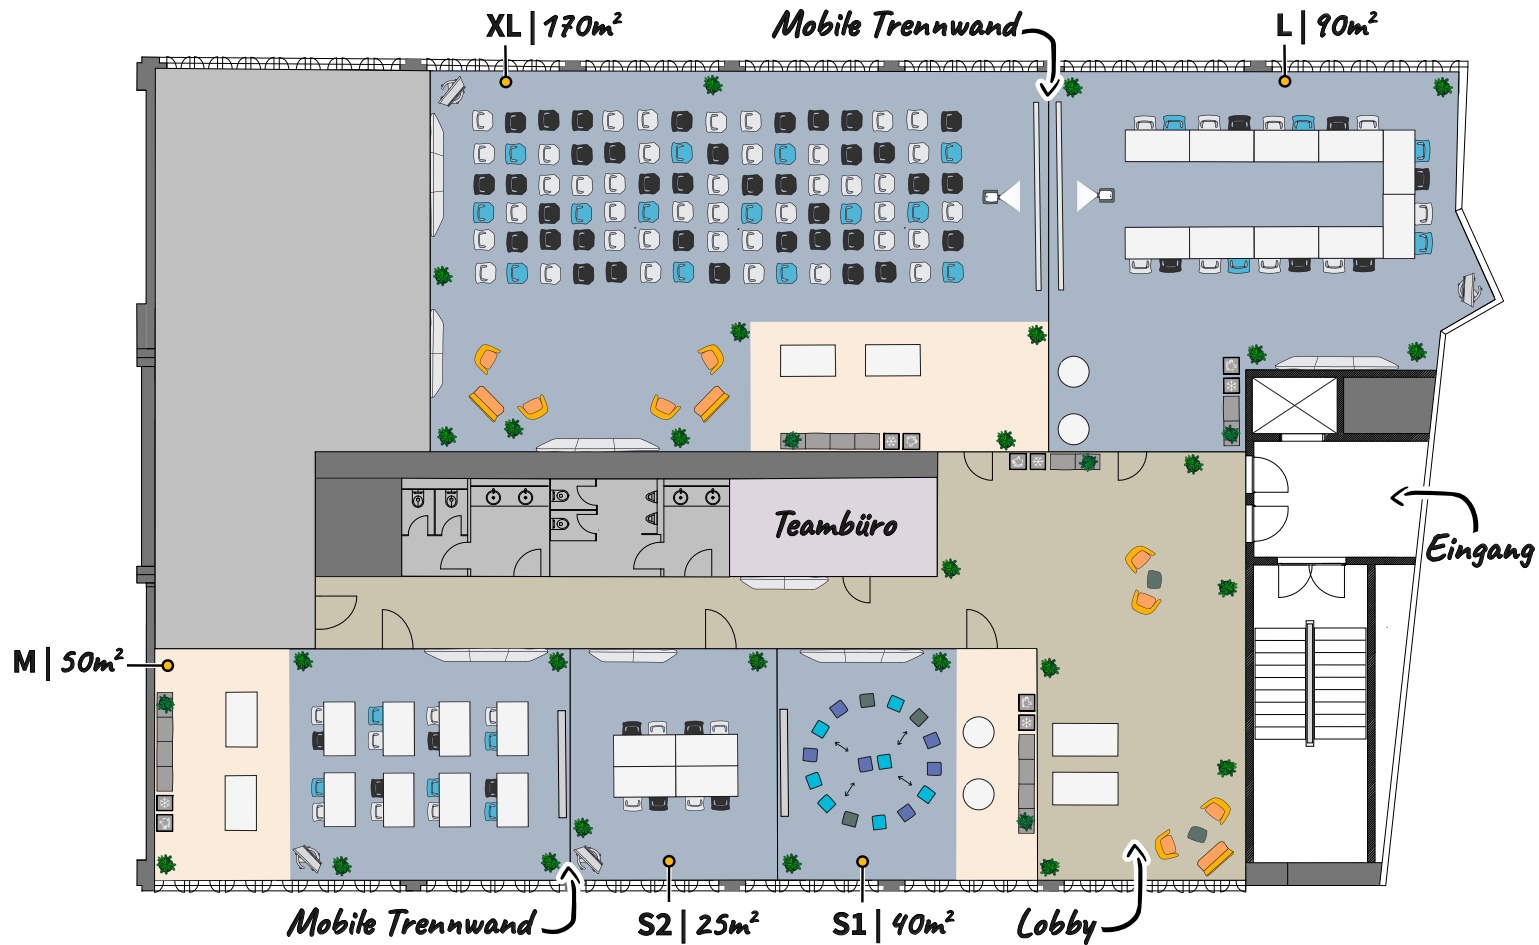 XL | 170m²
Mobile Trennwand
L | 90m²
Teambüro
Eingang
M | 50m²
Mobile Trennwand
S2 | 25m²
S1 | 40m²
Lobby